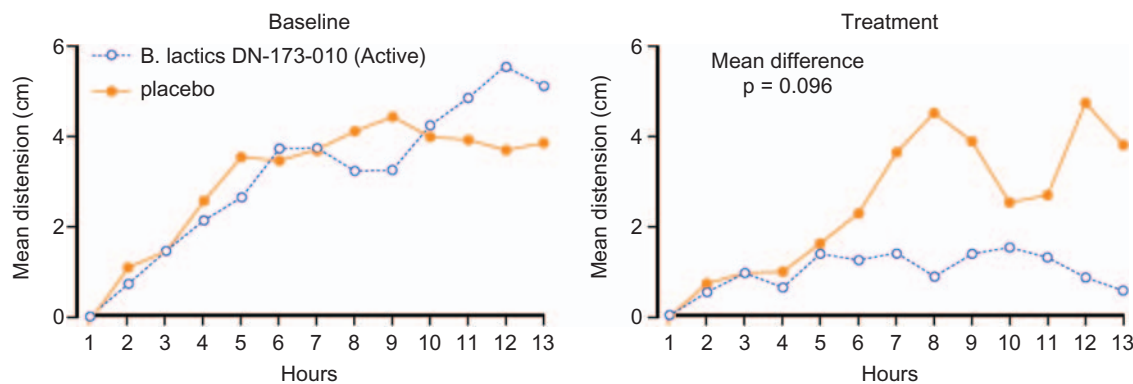 Baseline
Mean distension (cm)
6
4
2
0
B. lactics DN-173-010 (Active)
placebo
1 2 3 4 5 6 7 8 9 10 11 12 13
Hours
Treatment
Mean distension (cm)
6
4
2
0
Mean difference
p = 0.096
1 2 3 4 5 6 7 8 9 10 11 12 13
Hours